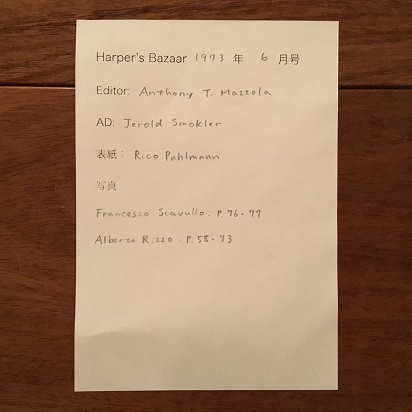 Harper's Bazaar 1973 年 6 月号
Editor: Anthony T. Mazzola
AD: Jerold Smokler
表紙: Rico Puhlmann
写真
Francesco Scavullo: P.76-77
Alberto Rizzo: P.58-73